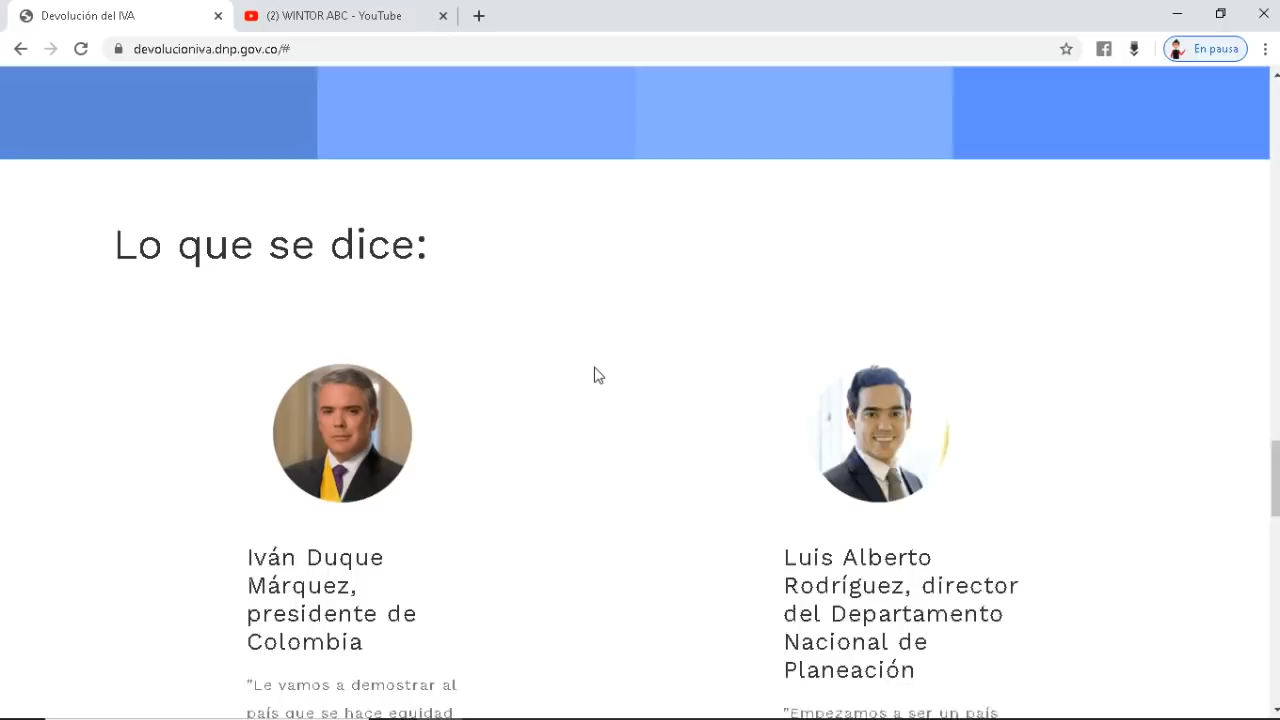 Devolución del IVA
(2) WINTOR ABC - YouTube
devolucioniva.dnp.gov.co/#
En pausa
Lo que se dice:
Iván Duque
Márquez,
presidente de
Colombia
"Le vamos a demostrar al
país que se hace equidad
Luis Alberto
Rodríguez, director
del Departamento
Nacional de
Planeación
"Empezamos a ser un país